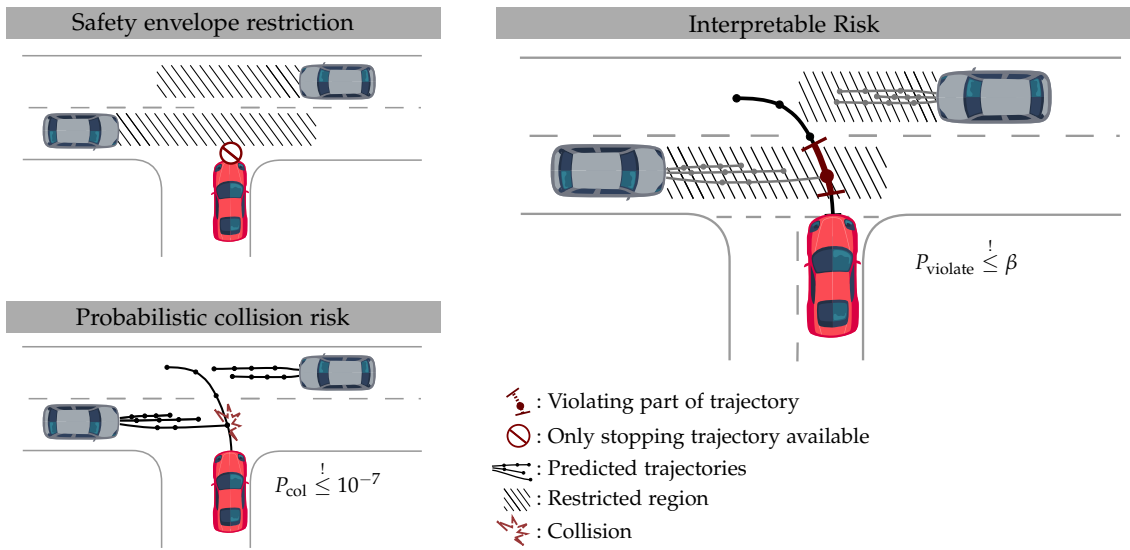 Safety envelope restriction
Probabilistic collision risk
P_col ≤! 10⁻⁷
Interpretable Risk
P_violate ≤! β
: Violating part of trajectory
: Only stopping trajectory available
: Predicted trajectories
: Restricted region
: Collision